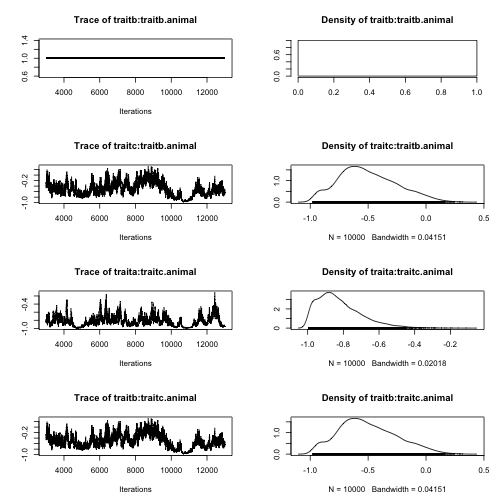 Trace of traitb:traitb.animal
0.6 1.0 1.4
4000 6000 8000 10000 12000
Iterations
Density of traitb:traitb.animal
0.0 0.6
0.0 0.2 0.4 0.6 0.8 1.0
Trace of traitc:traitb.animal
-1.0 -0.2
4000 6000 8000 10000 12000
Iterations
Density of traitc:traitb.animal
0.0 1.0
-1.0 -0.5 0.0 0.5
N = 10000 Bandwidth = 0.04151
Trace of traita:traitc.animal
-1.0 -0.4
4000 6000 8000 10000 12000
Iterations
Density of traita:traitc.animal
0 2
-1.0 -0.8 -0.6 -0.4 -0.2
N = 10000 Bandwidth = 0.02018
Trace of traitb:traitc.animal
-1.0 -0.2
4000 6000 8000 10000 12000
Iterations
Density of traitb:traitc.animal
0.0 1.0
-1.0 -0.5 0.0 0.5
N = 10000 Bandwidth = 0.04151